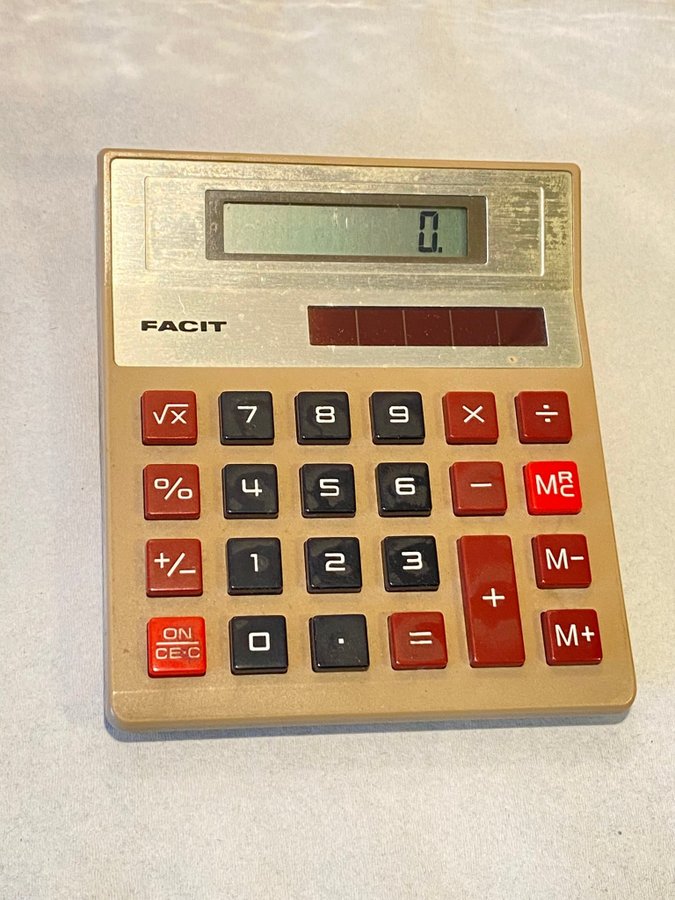 0.
FACIT
√x 7 8 9 × ÷
% 4 5 6 − MRC
+/− 1 2 3 + M−
ON
CE·C 0 . = M+